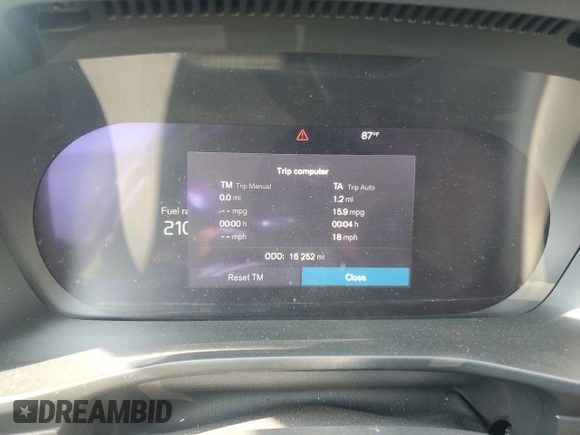 87°F
Trip computer
TM Trip Manual TA Trip Auto
0.0 mi 1.2 mi
-- mpg 15.9 mpg
00:00 h 00:04 h
-- mph 18 mph
Fuel ra
210
ODO: 16 252 mi
Reset TM Close
DREAMBID